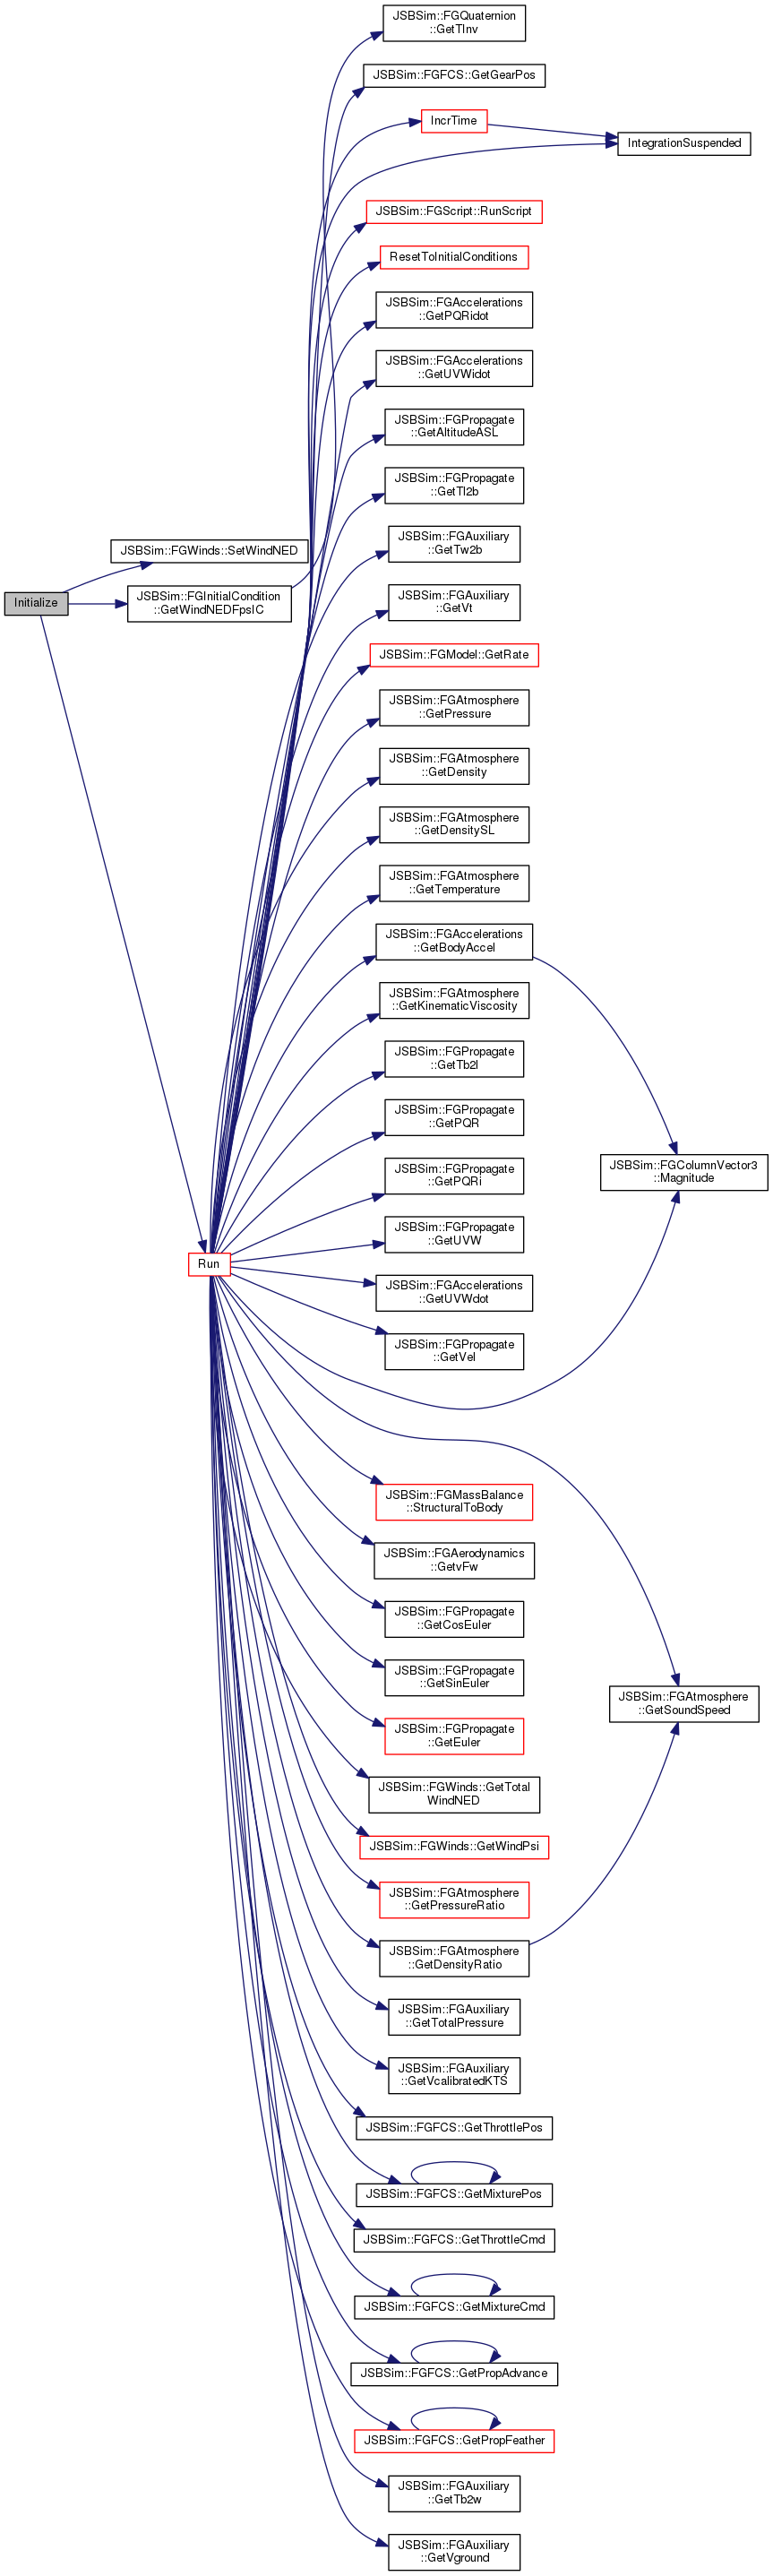 JSBSim::FGQuaternion
::GetTInv
JSBSim::FGFCS::GetGearPos
IncrTime
IntegrationSuspended
JSBSim::FGScript::RunScript
ResetToInitialConditions
JSBSim::FGAccelerations
::GetPQRidot
JSBSim::FGAccelerations
::GetUVWidot
JSBSim::FGPropagate
::GetAltitudeASL
JSBSim::FGPropagate
::GetTl2b
JSBSim::FGWinds::SetWindNED
JSBSim::FGAuxiliary
::GetTw2b
Initialize
JSBSim::FGInitialCondition
::GetWindNEDFpsIC
JSBSim::FGAuxiliary
::GetVt
JSBSim::FGModel::GetRate
JSBSim::FGAtmosphere
::GetPressure
JSBSim::FGAtmosphere
::GetDensity
JSBSim::FGAtmosphere
::GetDensitySL
JSBSim::FGAtmosphere
::GetTemperature
JSBSim::FGAccelerations
::GetBodyAccel
JSBSim::FGAtmosphere
::GetKinematicViscosity
JSBSim::FGPropagate
::GetTb2l
JSBSim::FGPropagate
::GetPQR
JSBSim::FGColumnVector3
::Magnitude
JSBSim::FGPropagate
::GetPQRi
JSBSim::FGPropagate
::GetUVW
Run
JSBSim::FGAccelerations
::GetUVWdot
JSBSim::FGPropagate
::GetVel
JSBSim::FGMassBalance
::StructuralToBody
JSBSim::FGAerodynamics
::GetvFw
JSBSim::FGPropagate
::GetCosEuler
JSBSim::FGPropagate
::GetSinEuler
JSBSim::FGAtmosphere
::GetSoundSpeed
JSBSim::FGPropagate
::GetEuler
JSBSim::FGWinds::GetTotal
WindNED
JSBSim::FGWinds::GetWindPsi
JSBSim::FGAtmosphere
::GetPressureRatio
JSBSim::FGAtmosphere
::GetDensityRatio
JSBSim::FGAuxiliary
::GetTotalPressure
JSBSim::FGAuxiliary
::GetVcalibratedKTS
JSBSim::FGFCS::GetThrottlePos
JSBSim::FGFCS::GetMixturePos
JSBSim::FGFCS::GetThrottleCmd
JSBSim::FGFCS::GetMixtureCmd
JSBSim::FGFCS::GetPropAdvance
JSBSim::FGFCS::GetPropFeather
JSBSim::FGAuxiliary
::GetTb2w
JSBSim::FGAuxiliary
::GetVground